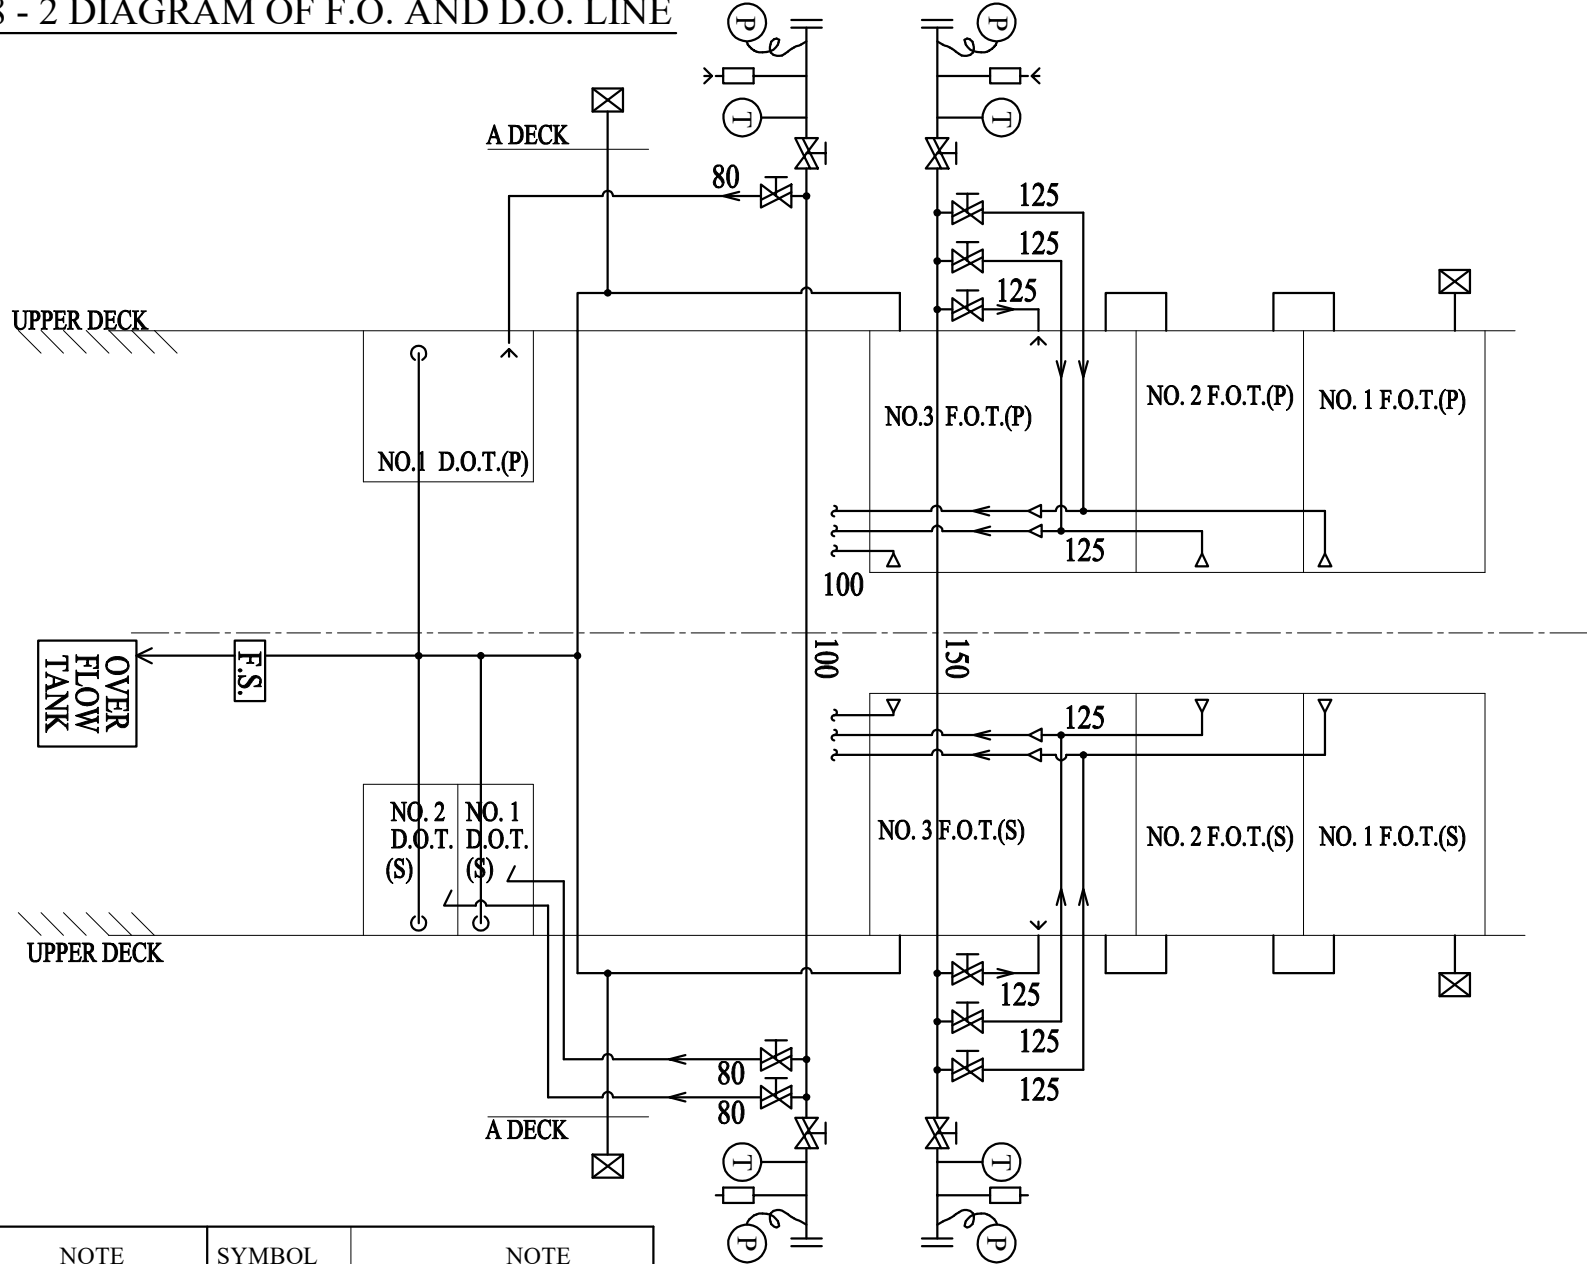 8 - 2 DIAGRAM OF F.O. AND D.O. LINE
P
P
T
T
A DECK
80
125
125
125
UPPER DECK
NO. 2 F.O.T.(P)
NO. 1 F.O.T.(P)
NO.3 F.O.T.(P)
NO.1 D.O.T.(P)
125
100
OVER
FLOW
TANK
F.S.
100
150
125
NO. 2
D.O.T.
(S)
NO. 1
D.O.T.
(S)
NO. 3 F.O.T.(S)
NO. 2 F.O.T.(S)
NO. 1 F.O.T.(S)
UPPER DECK
125
125
80
125
80
A DECK
T
T
P
P
NOTE
SYMBOL
NOTE